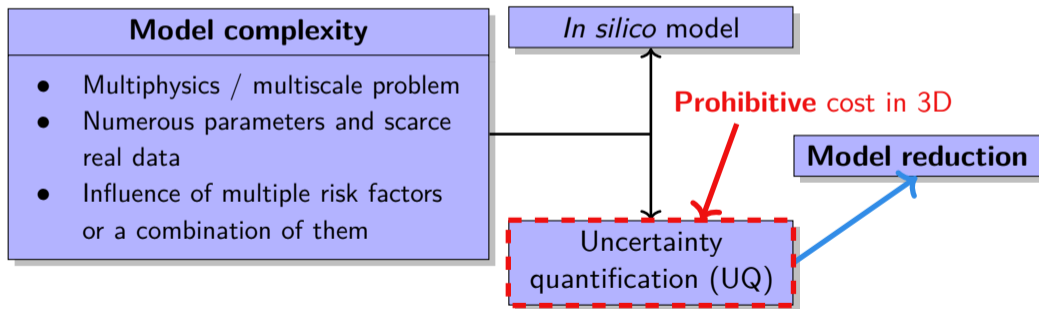 Model complexity
● Multiphysics / multiscale problem
● Numerous parameters and scarce
real data
● Influence of multiple risk factors
or a combination of them
In silico model
Prohibitive cost in 3D
Model reduction
Uncertainty
quantification (UQ)